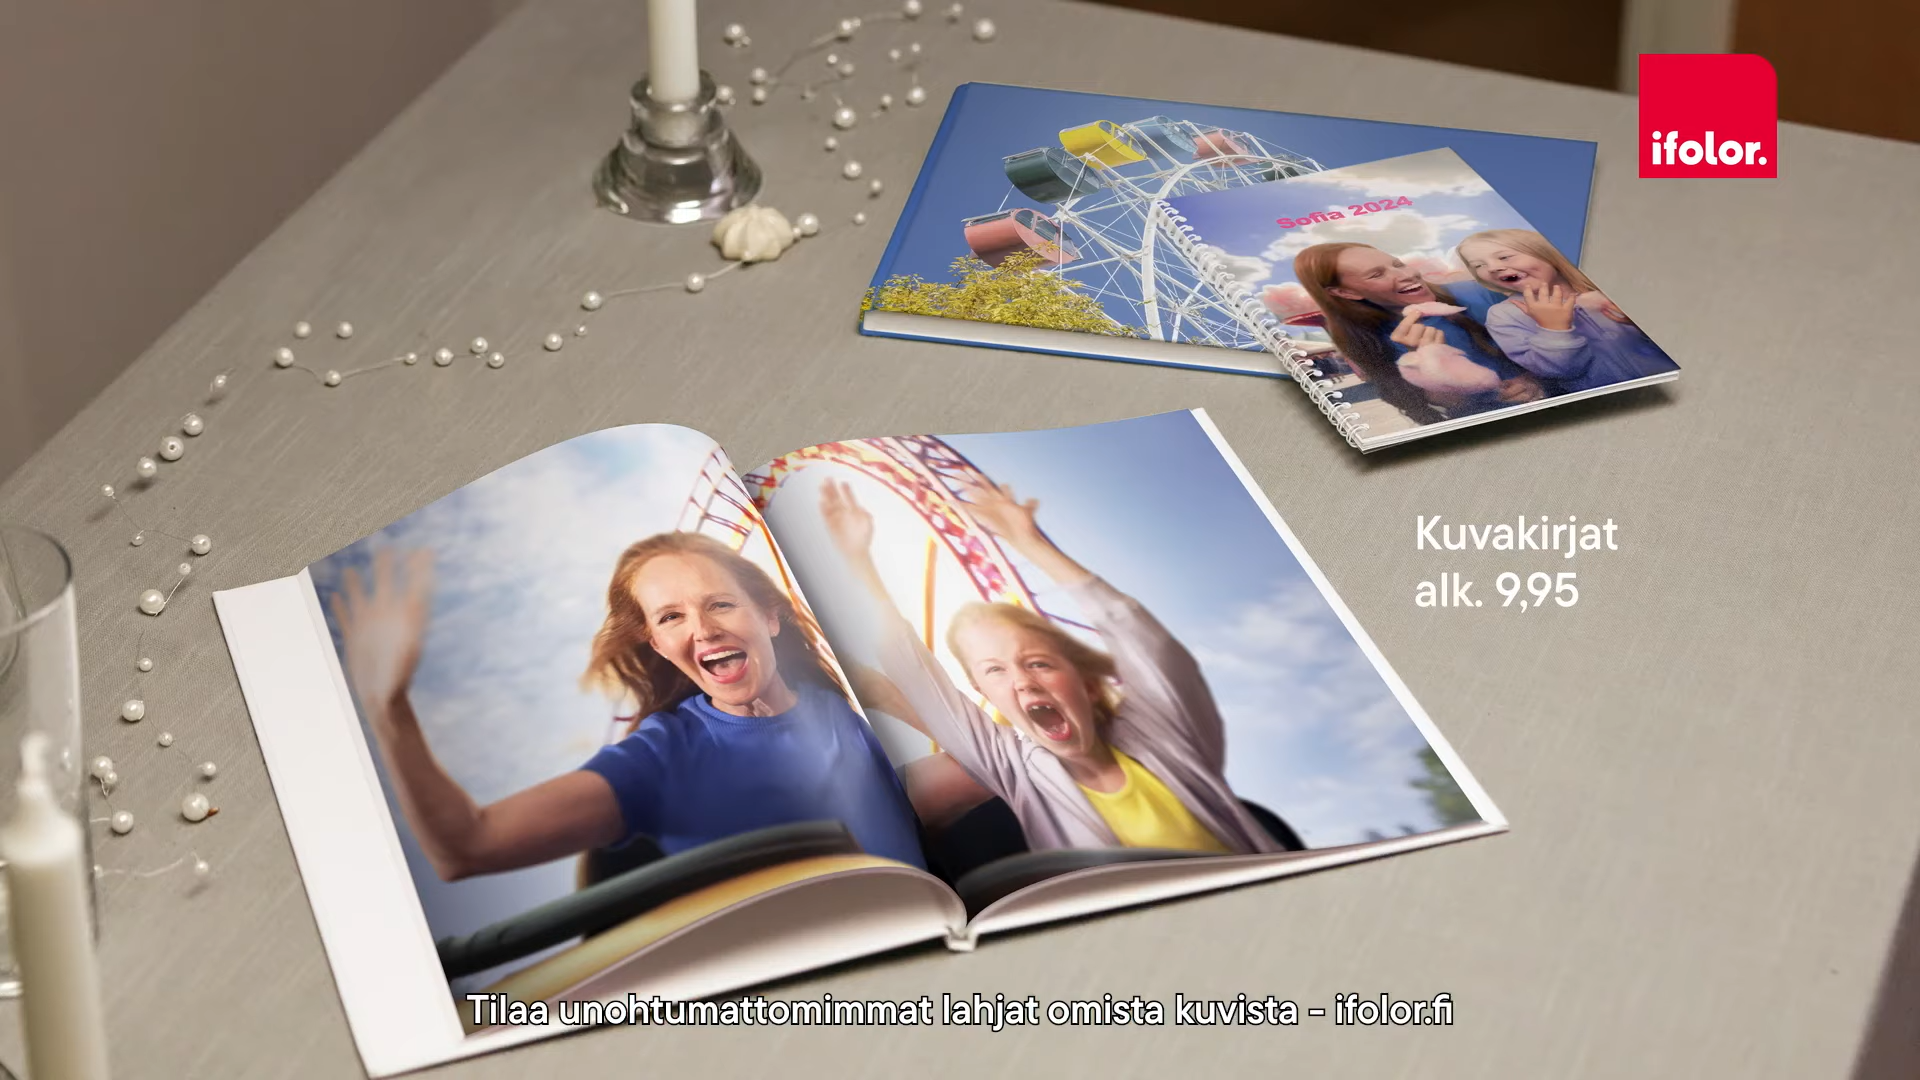 ifolor.
Sofia 2024
Kuvakirjat
alk. 9,95
Tilaa unohtumattomimmat lahjat omista kuvista - ifolor.fi